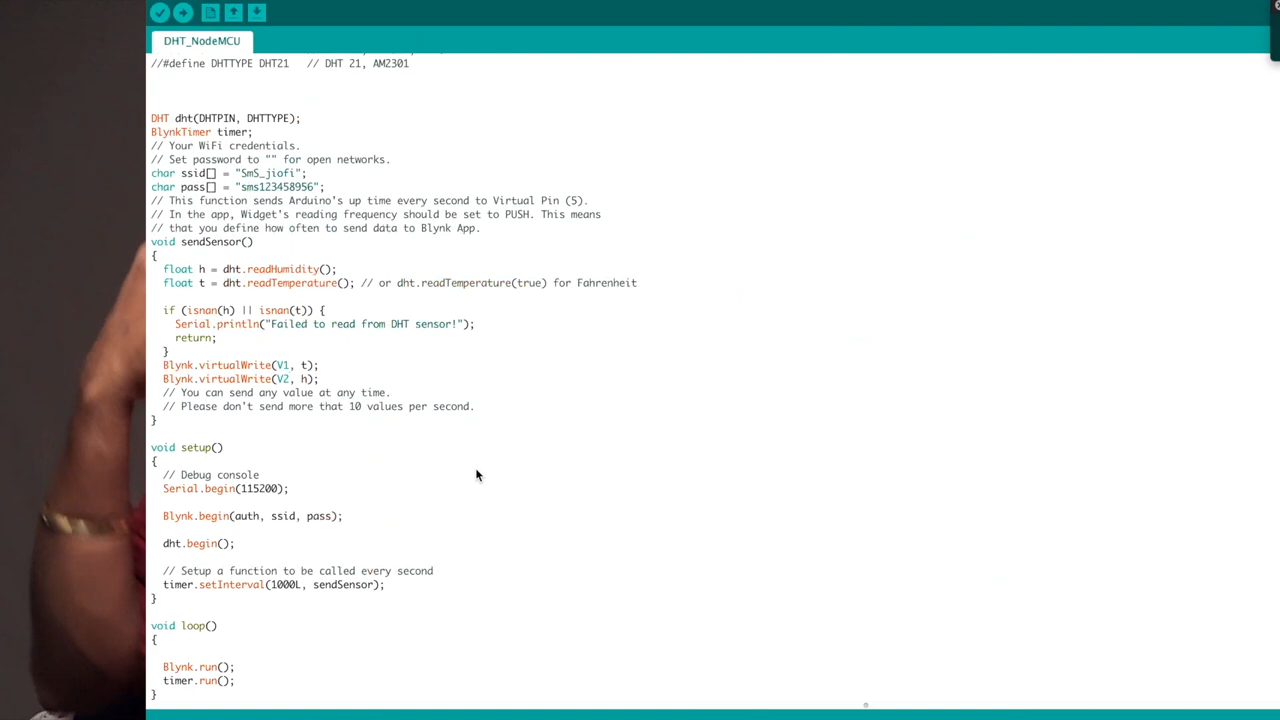 DHT_NodeMCU
//#define DHTTYPE DHT21   // DHT 21, AM2301
DHT dht(DHTPIN, DHTTYPE);
BlynkTimer timer;
// Your WiFi credentials.
// Set password to "" for open networks.
char ssid[] = "SmS_jiofi";
char pass[] = "sms123458956";
// This function sends Arduino's up time every second to Virtual Pin (5).
// In the app, Widget's reading frequency should be set to PUSH. This means
// that you define how often to send data to Blynk App.
void sendSensor()
{
  float h = dht.readHumidity();
  float t = dht.readTemperature(); // or dht.readTemperature(true) for Fahrenheit
  if (isnan(h) || isnan(t)) {
    Serial.println("Failed to read from DHT sensor!");
    return;
  }
  Blynk.virtualWrite(V1, t);
  Blynk.virtualWrite(V2, h);
  // You can send any value at any time.
  // Please don't send more that 10 values per second.
}
void setup()
{
  // Debug console
  Serial.begin(115200);
  Blynk.begin(auth, ssid, pass);
  dht.begin();
  // Setup a function to be called every second
  timer.setInterval(1000L, sendSensor);
}
void loop()
{
  Blynk.run();
  timer.run();
}